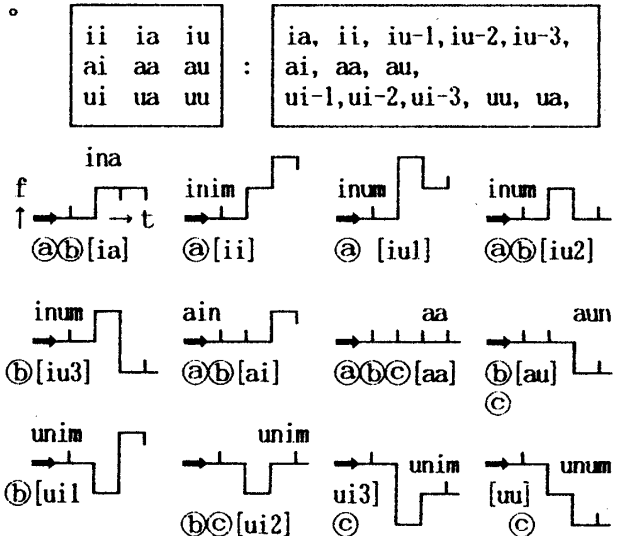 ii ia iu
ai aa au
ui ua uu
:
ia, ii, iu-1, iu-2, iu-3,
ai, aa, au,
ui-1, ui-2, ui-3, uu, ua,
ina
f
↑
→ t
ⓐⓑ[ia]
inim
ⓐ[ii]
inum
ⓐ [iu1]
inum
ⓐⓑ[iu2]
inum
ⓑ[iu3]
ain
ⓐⓑ[ai]
aa
ⓐⓑⓒ[aa]
aun
ⓑ[au]
ⓒ
unim
ⓑ[ui1
unim
ⓑⓒ[ui2]
unim
ui3]
ⓒ
unum
[uu]
ⓒ